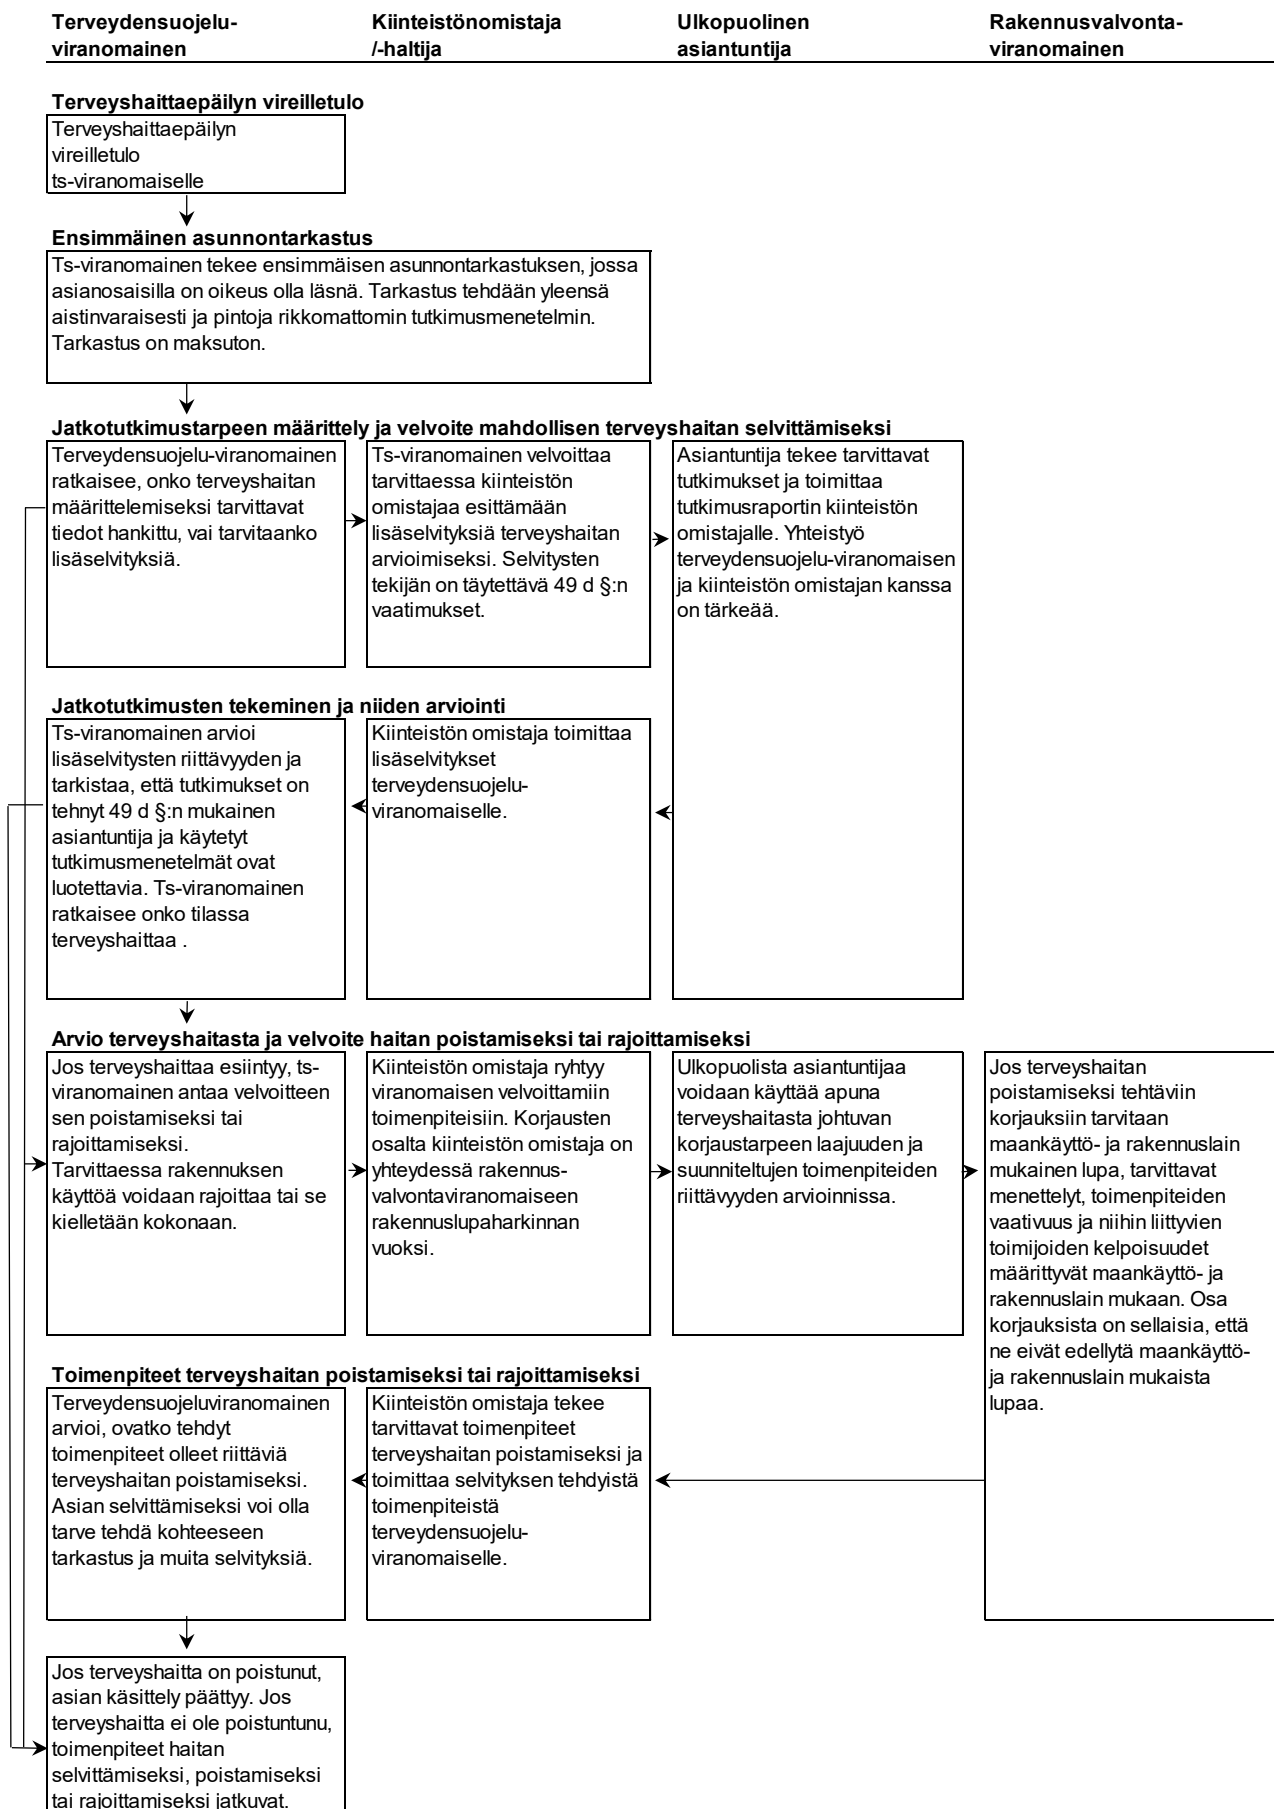 Terveydensuojelu-
viranomainen
Kiinteistönomistaja
/-haltija
Ulkopuolinen
asiantuntija
Rakennusvalvonta-
viranomainen
Terveyshaittaepäilyn vireilletulo
Terveyshaittaepäilyn
vireilletulo
ts-viranomaiselle
Ensimmäinen asunnontarkastus
Ts-viranomainen tekee ensimmäisen asunnontarkastuksen, jossa
asianosaisilla on oikeus olla läsnä. Tarkastus tehdään yleensä
aistinvaraisesti ja pintoja rikkomattomin tutkimusmenetelmin.
Tarkastus on maksuton.
Jatkotutkimustarpeen määrittely ja velvoite mahdollisen terveyshaitan selvittämiseksi
Terveydensuojelu-viranomainen
ratkaisee, onko terveyshaitan
määrittelemiseksi tarvittavat
tiedot hankittu, vai tarvitaanko
lisäselvityksiä.
Ts-viranomainen velvoittaa
tarvittaessa kiinteistön
omistajaa esittämään
lisäselvityksiä terveyshaitan
arvioimiseksi. Selvitysten
tekijän on täytettävä 49 d §:n
vaatimukset.
Asiantuntija tekee tarvittavat
tutkimukset ja toimittaa
tutkimusraportin kiinteistön
omistajalle. Yhteistyö
terveydensuojelu-viranomaisen
ja kiinteistön omistajan kanssa
on tärkeää.
Jatkotutkimusten tekeminen ja niiden arviointi
Ts-viranomainen arvioi
lisäselvitysten riittävyyden ja
tarkistaa, että tutkimukset on
tehnyt 49 d §:n mukainen
asiantuntija ja käytetyt
tutkimusmenetelmät ovat
luotettavia. Ts-viranomainen
ratkaisee onko tilassa
terveyshaittaa .
Kiinteistön omistaja toimittaa
lisäselvitykset
terveydensuojelu-
viranomaiselle.
Arvio terveyshaitasta ja velvoite haitan poistamiseksi tai rajoittamiseksi
Jos terveyshaittaa esiintyy, ts-
viranomainen antaa velvoitteen
sen poistamiseksi tai
rajoittamiseksi.
Tarvittaessa rakennuksen
käyttöä voidaan rajoittaa tai se
kielletään kokonaan.
Kiinteistön omistaja ryhtyy
viranomaisen velvoittamiin
toimenpiteisiin. Korjausten
osalta kiinteistön omistaja on
yhteydessä rakennus-
valvontaviranomaiseen
rakennuslupaharkinnan
vuoksi.
Ulkopuolista asiantuntijaa
voidaan käyttää apuna
terveyshaitasta johtuvan
korjaustarpeen laajuuden ja
suunniteltujen toimenpiteiden
riittävyyden arvioinnissa.
Jos terveyshaitan
poistamiseksi tehtäviin
korjauksiin tarvitaan
maankäyttö- ja rakennuslain
mukainen lupa, tarvittavat
menettelyt, toimenpiteiden
vaativuus ja niihin liittyvien
toimijoiden kelpoisuudet
määrittyvät maankäyttö- ja
rakennuslain mukaan. Osa
korjauksista on sellaisia, että
ne eivät edellytä maankäyttö-
ja rakennuslain mukaista
lupaa.
Toimenpiteet terveyshaitan poistamiseksi tai rajoittamiseksi
Terveydensuojeluviranomainen
arvioi, ovatko tehdyt
toimenpiteet olleet riittäviä
terveyshaitan poistamiseksi.
Asian selvittämiseksi voi olla
tarve tehdä kohteeseen
tarkastus ja muita selvityksiä.
Kiinteistön omistaja tekee
tarvittavat toimenpiteet
terveyshaitan poistamiseksi ja
toimittaa selvityksen tehdyistä
toimenpiteistä
terveydensuojelu-
viranomaiselle.
Jos terveyshaitta on poistunut,
asian käsittely päättyy. Jos
terveyshaitta ei ole poistuntunu,
toimenpiteet haitan
selvittämiseksi, poistamiseksi
tai rajoittamiseksi jatkuvat.